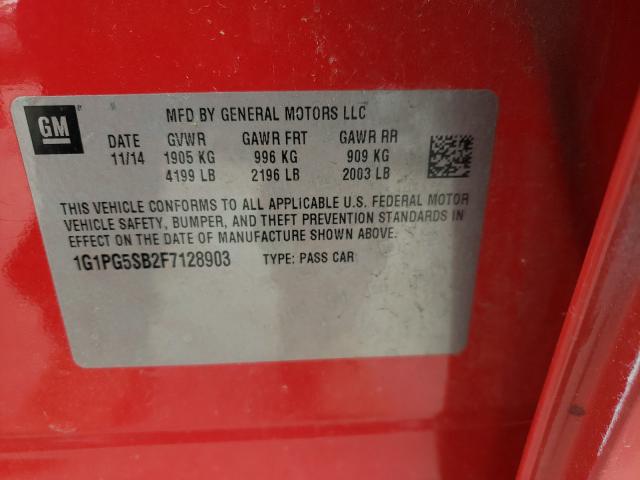 GM
MFD BY GENERAL MOTORS LLC
DATE GVWR GAWR FRT GAWR RR
11/14 1905 KG 996 KG 909 KG
4199 LB 2196 LB 2003 LB
THIS VEHICLE CONFORMS TO ALL APPLICABLE U.S. FEDERAL MOTOR
VEHICLE SAFETY, BUMPER, AND THEFT PREVENTION STANDARDS IN
EFFECT ON THE DATE OF MANUFACTURE SHOWN ABOVE.
1G1PG5SB2F7128903 TYPE: PASS CAR